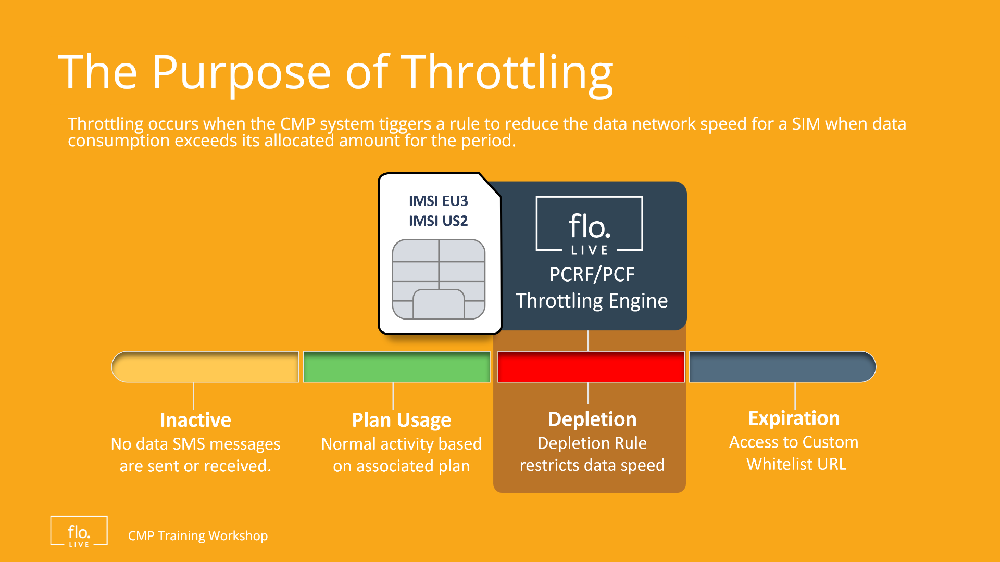 The Purpose of Throttling
Throttling occurs when the CMP system tiggers a rule to reduce the data network speed for a SIM when data
consumption exceeds its allocated amount for the period.
IMSI EU3
IMSI US2
flo.
LIVE
PCRF/PCF
Throttling Engine
Inactive
No data SMS messages
are sent or received.
Plan Usage
Normal activity based
on associated plan
Depletion
Depletion Rule
restricts data speed
Expiration
Access to Custom
Whitelist URL
flo.
LIVE
CMP Training Workshop